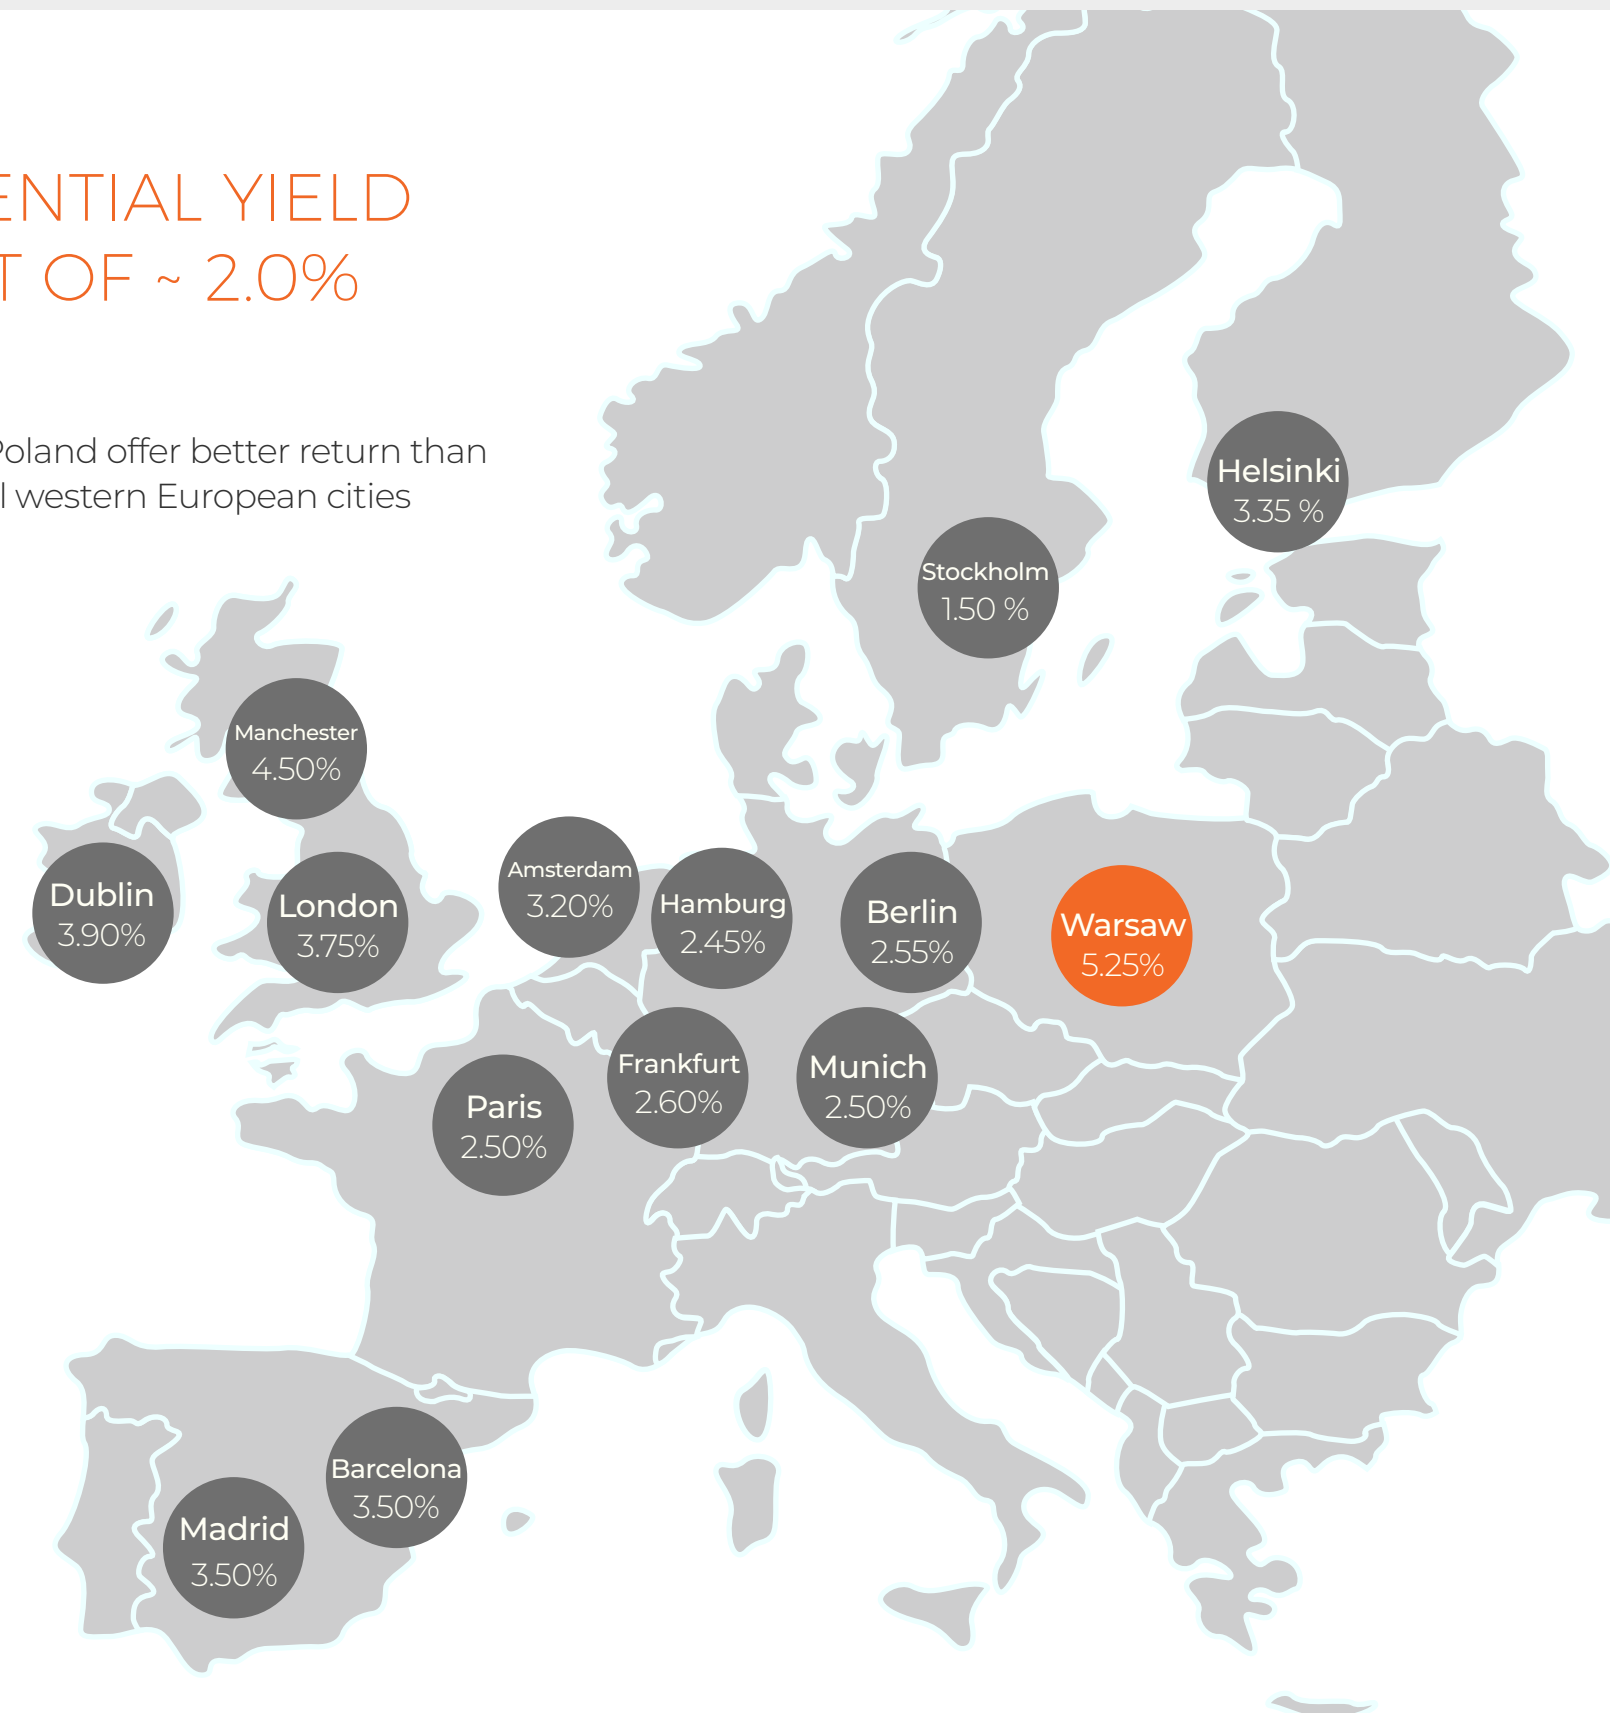 ENTIAL YIELD
T OF ~ 2.0%
Poland offer better return than
l western European cities
Helsinki
3.35 %
Stockholm
1.50 %
Manchester
4.50%
Dublin
3.90%
London
3.75%
Amsterdam
3.20%
Hamburg
2.45%
Berlin
2.55%
Warsaw
5.25%
Frankfurt
2.60%
Munich
2.50%
Paris
2.50%
Barcelona
3.50%
Madrid
3.50%